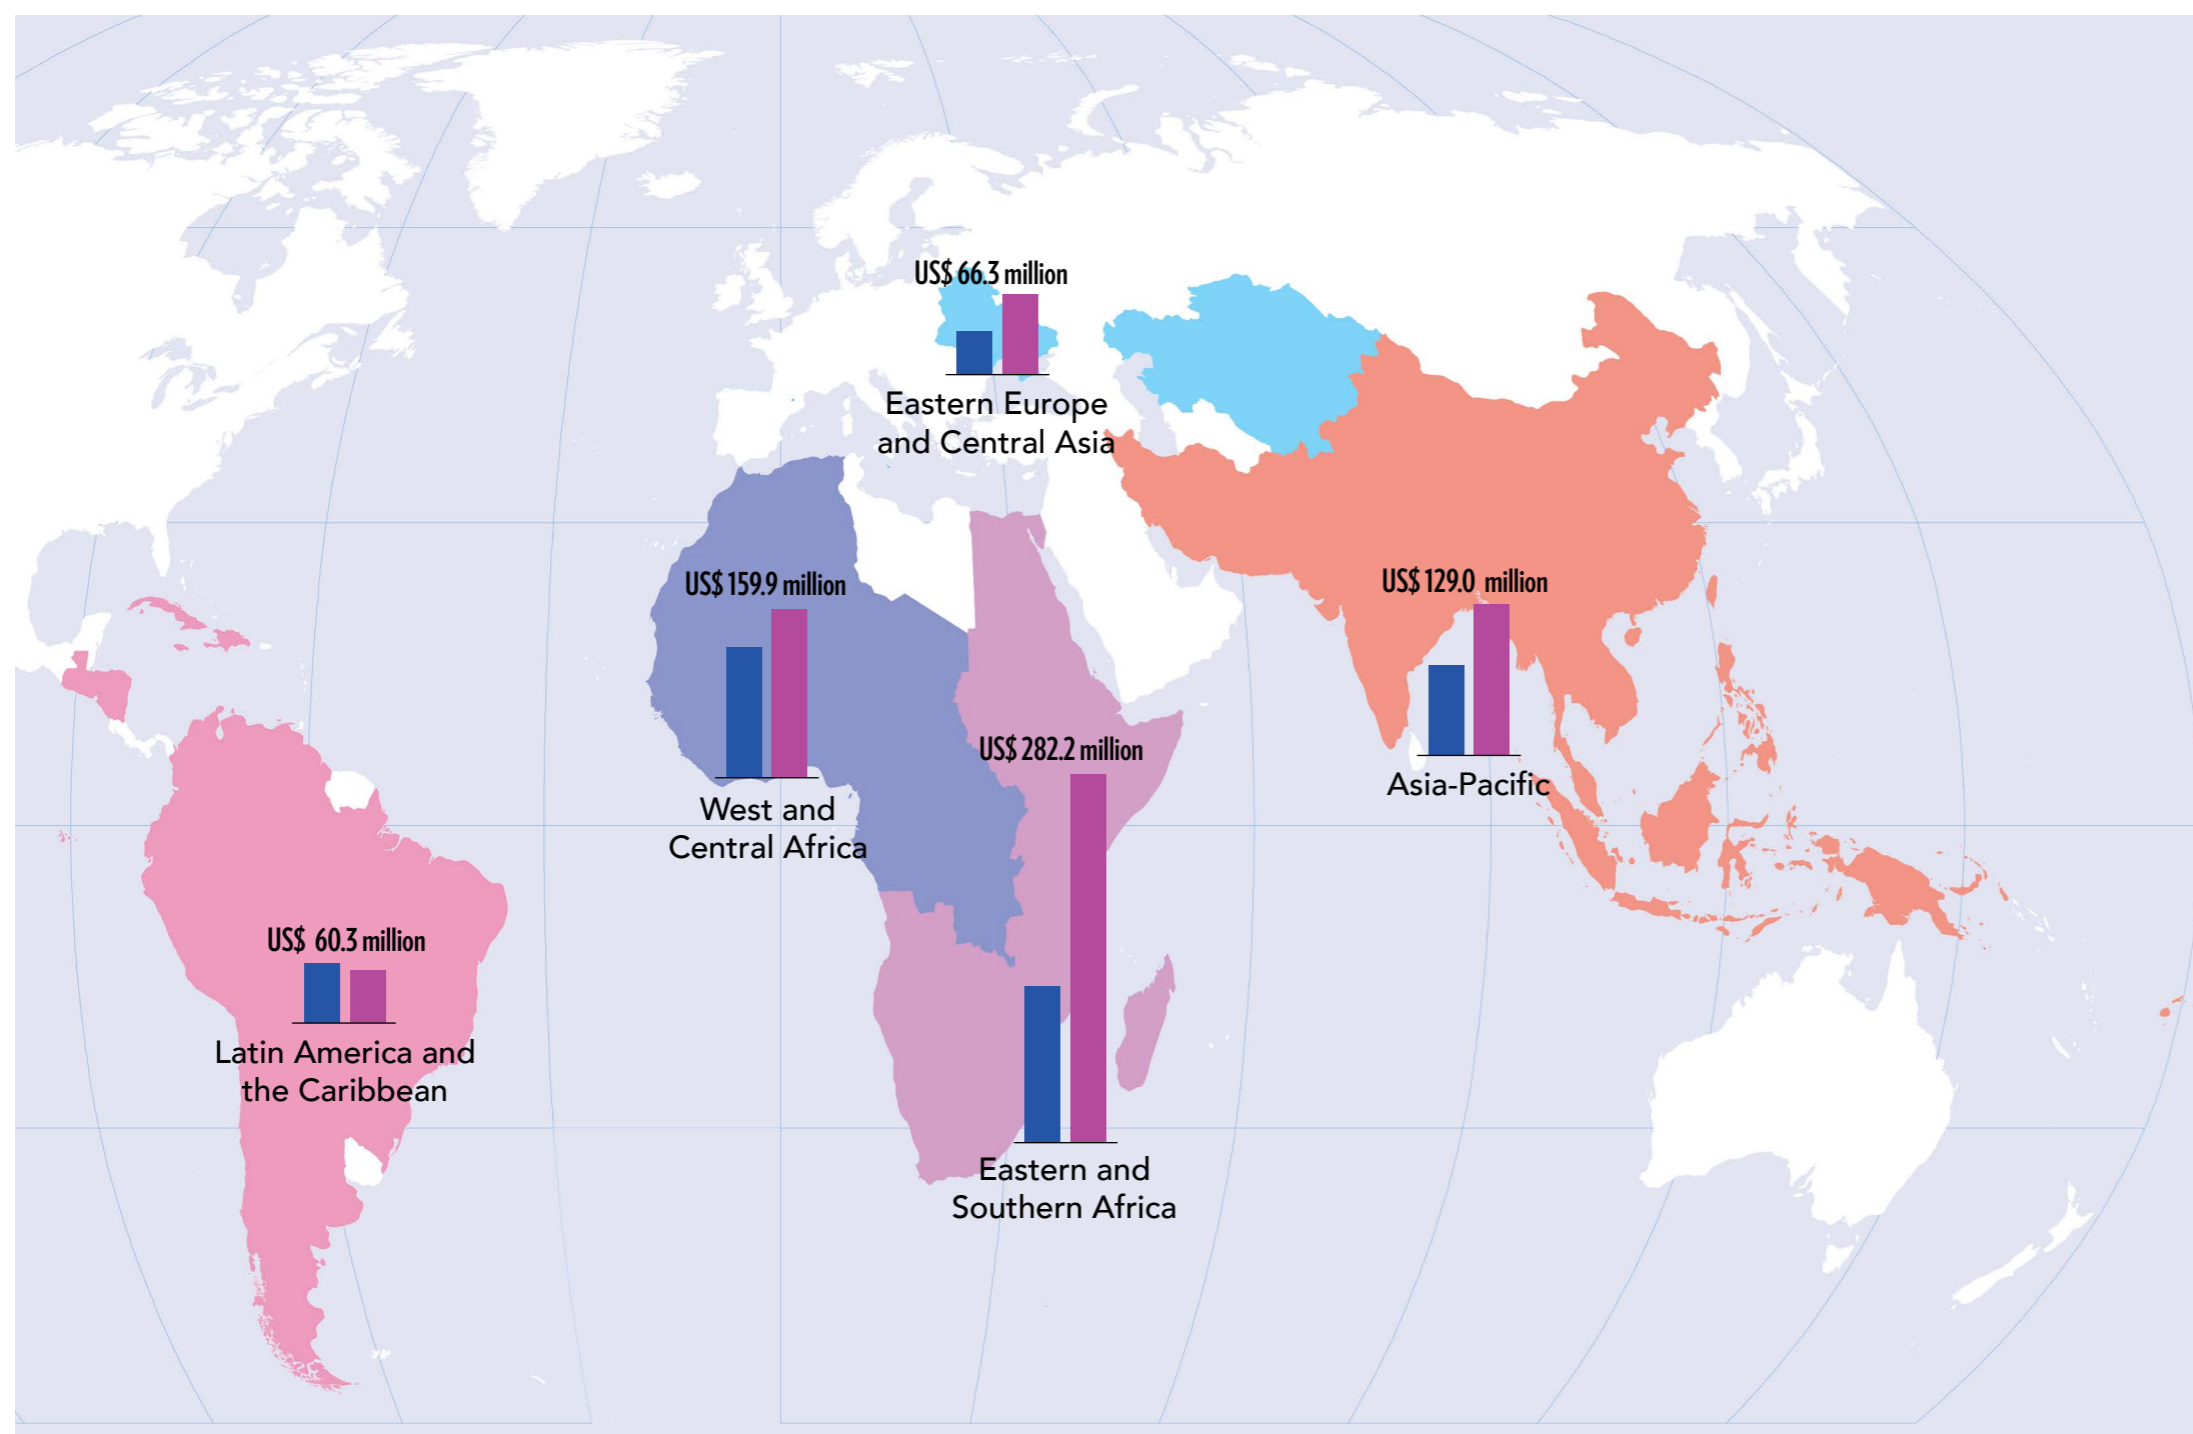 US$ 66.3 million
Eastern Europe
and Central Asia
US$ 159.9 million
West and
Central Africa
US$ 129.0 million
Asia-Pacific
US$ 282.2 million
Eastern and
Southern Africa
US$ 60.3 million
Latin America and
the Caribbean